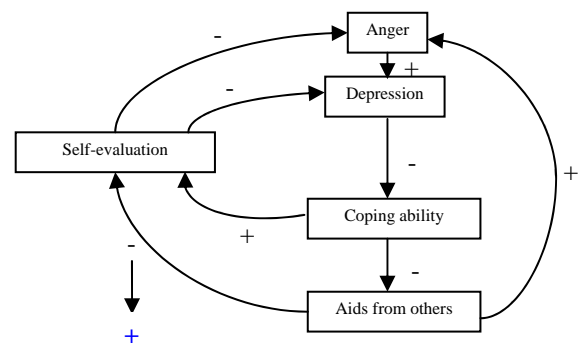 Anger
-
+
-
Depression
Self-evaluation
-
+
Coping ability
+
-
-
Aids from others
+